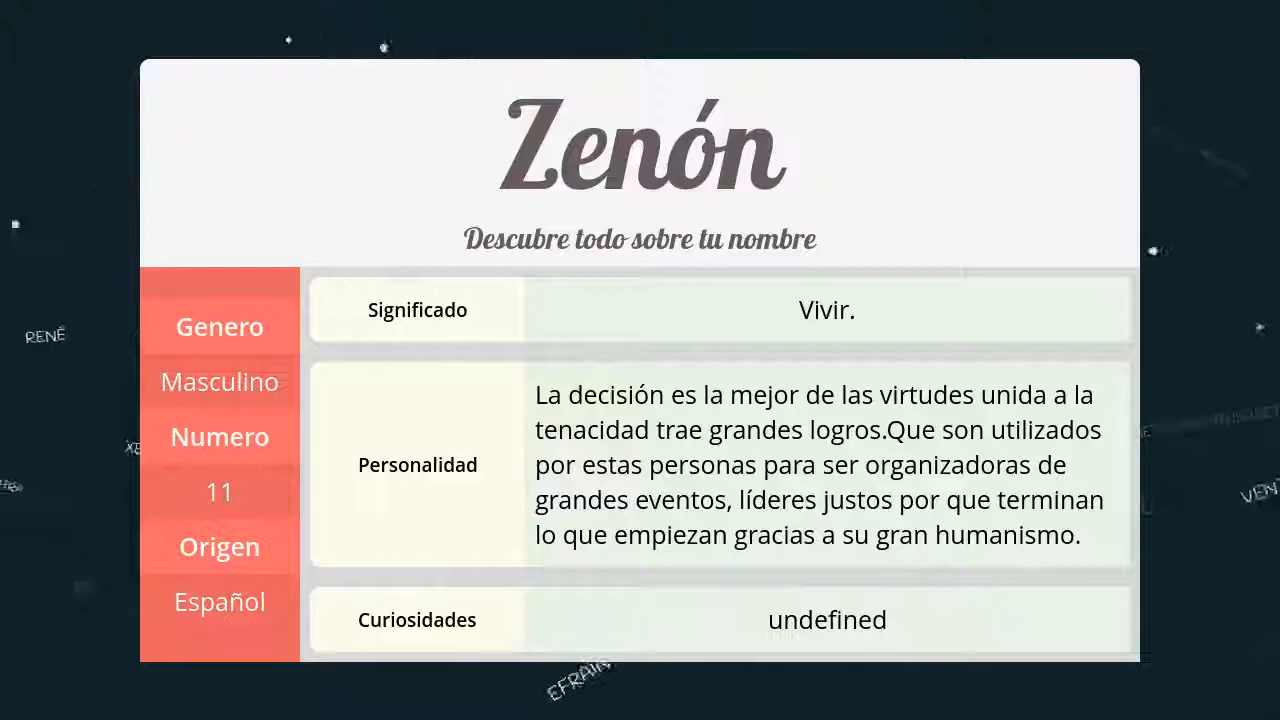 Zenón
Descubre todo sobre tu nombre
Genero
Masculino
Numero
11
Origen
Español
Significado
Vivir.
Personalidad
La decisión es la mejor de las virtudes unida a la
tenacidad trae grandes logros.Que son utilizados
por estas personas para ser organizadoras de
grandes eventos, líderes justos por que terminan
lo que empiezan gracias a su gran humanismo.
Curiosidades
undefined
RENÉ
EFRAIN